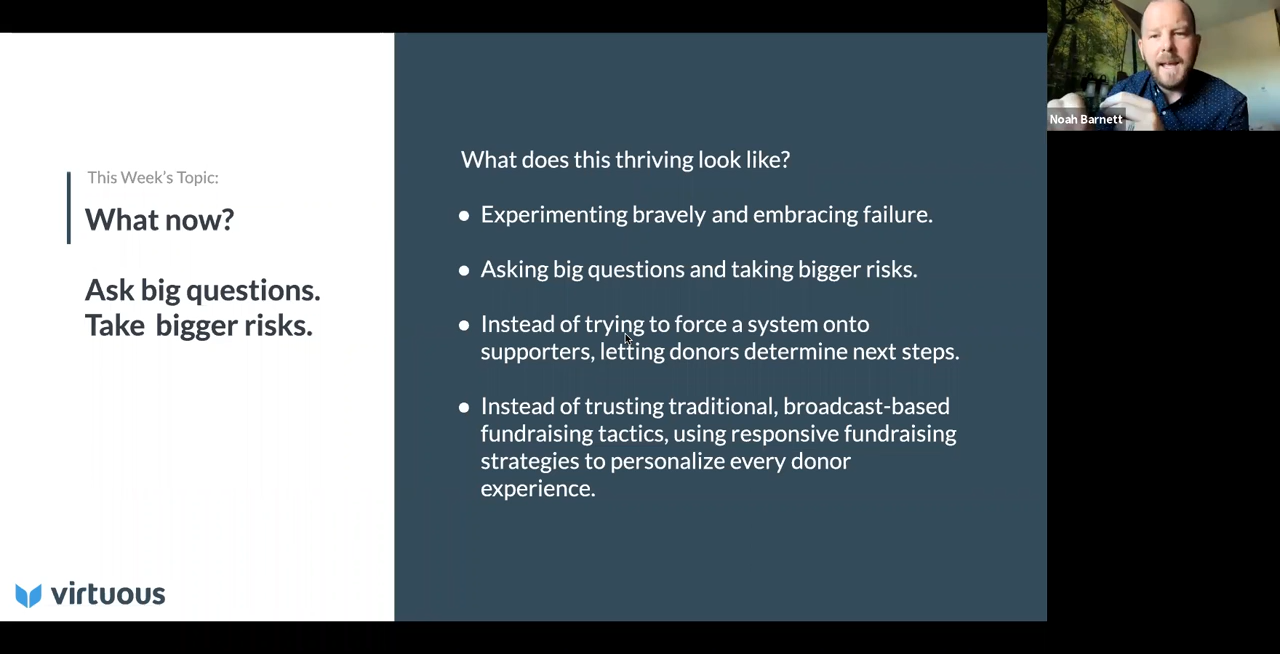 This Week's Topic:
What now?
Ask big questions.
Take bigger risks.
virtuous
What does this thriving look like?
● Experimenting bravely and embracing failure.
● Asking big questions and taking bigger risks.
● Instead of trying to force a system onto
supporters, letting donors determine next steps.
● Instead of trusting traditional, broadcast-based
fundraising tactics, using responsive fundraising
strategies to personalize every donor
experience.
Noah Barnett